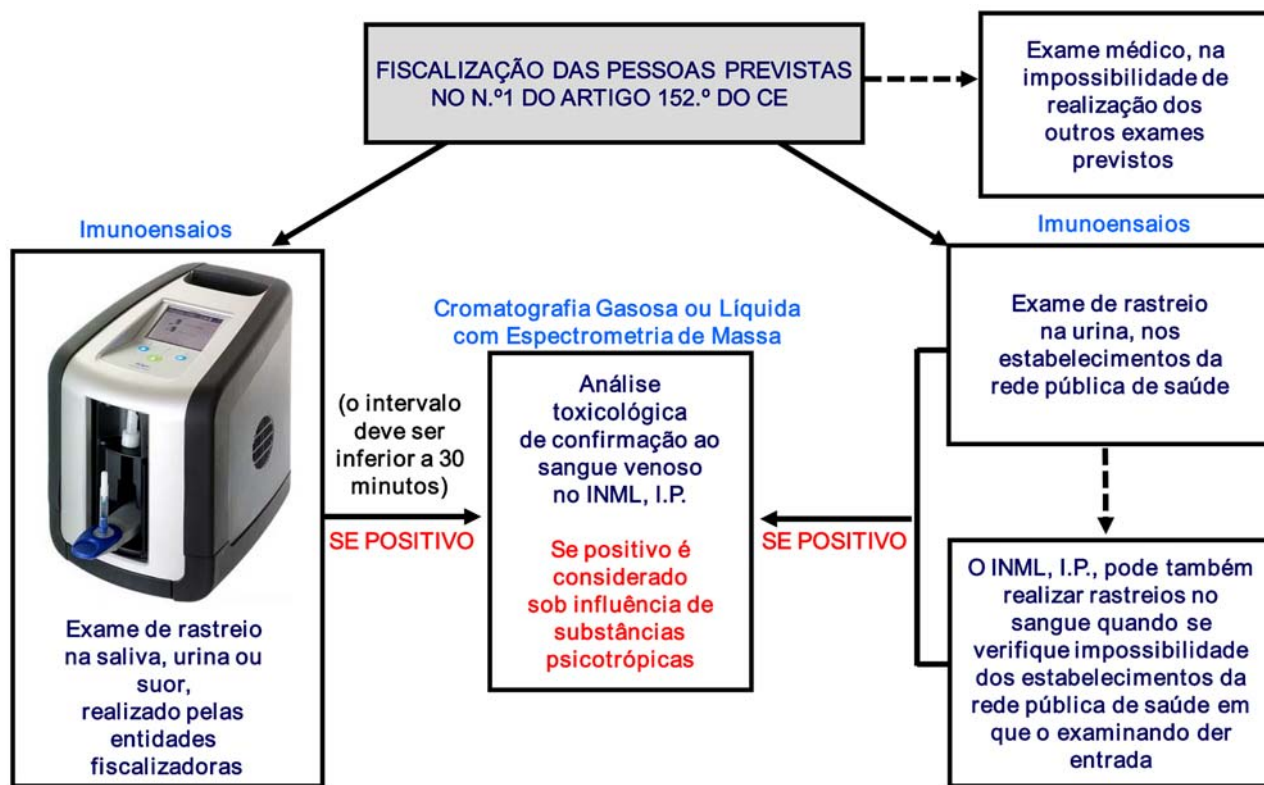 FISCALIZAÇÃO DAS PESSOAS PREVISTAS
NO N.º1 DO ARTIGO 152.º DO CE
Exame médico, na
impossibilidade de
realização dos
outros exames
previstos
Imunoensaios
Exame de rastreio
na saliva, urina ou
suor,
realizado pelas
entidades
fiscalizadoras
(o intervalo
deve ser
inferior a 30
minutos)
SE POSITIVO
Cromatografia Gasosa ou Líquida
com Espectrometria de Massa
Análise
toxicológica
de confirmação ao
sangue venoso
no INML, I.P.
Se positivo é
considerado
sob influência de
substâncias
psicotrópicas
SE POSITIVO
Imunoensaios
Exame de rastreio
na urina, nos
estabelecimentos da
rede pública de saúde
O INML, I.P., pode também
realizar rastreios no
sangue quando se
verifique impossibilidade
dos estabelecimentos da
rede pública de saúde em
que o examinando der
entrada